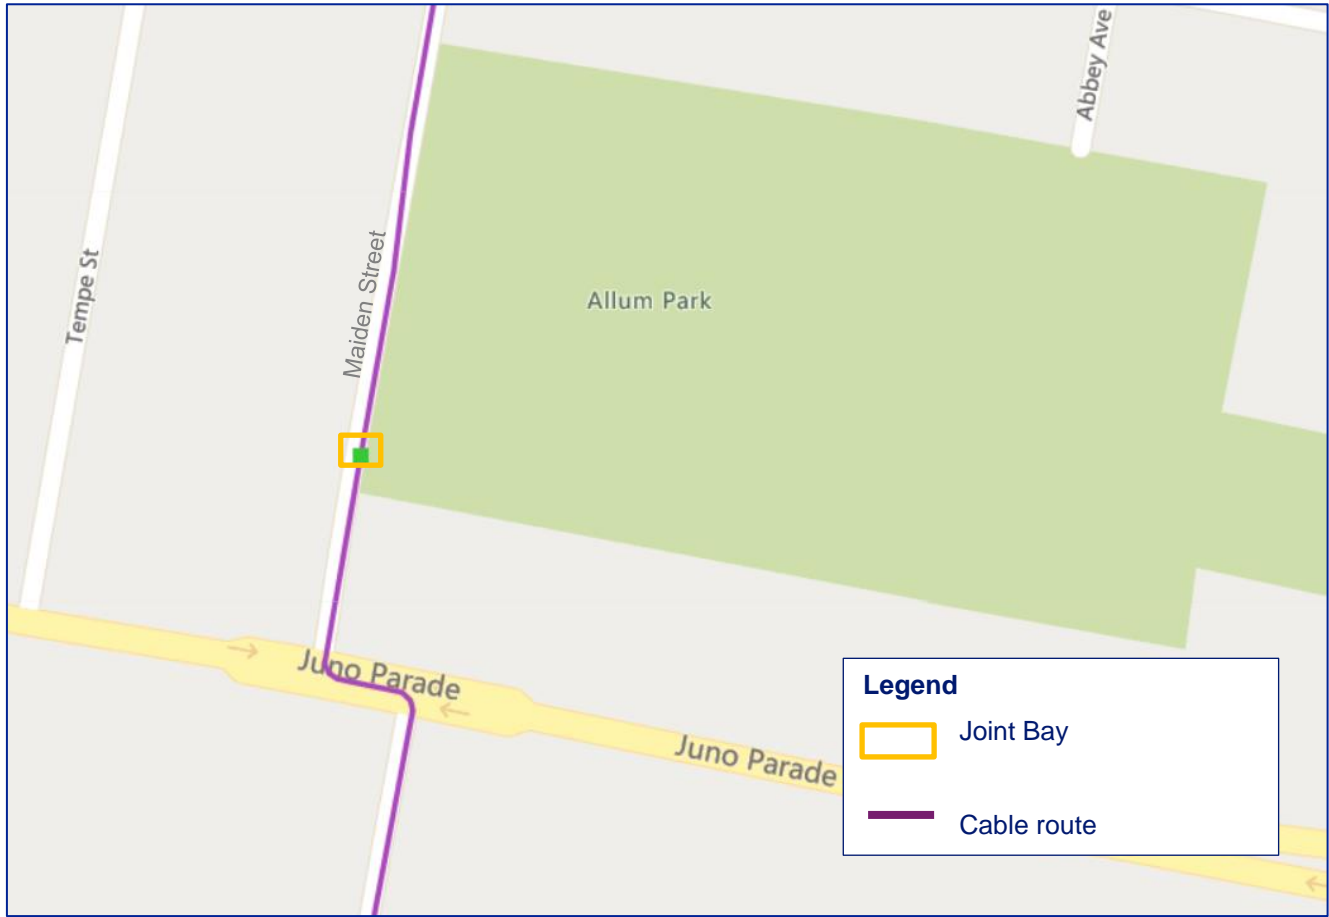 Abbey Ave
Tempe St
Maiden Street
Allum Park
Juno Parade
Juno Parade
Legend
Joint Bay
Cable route